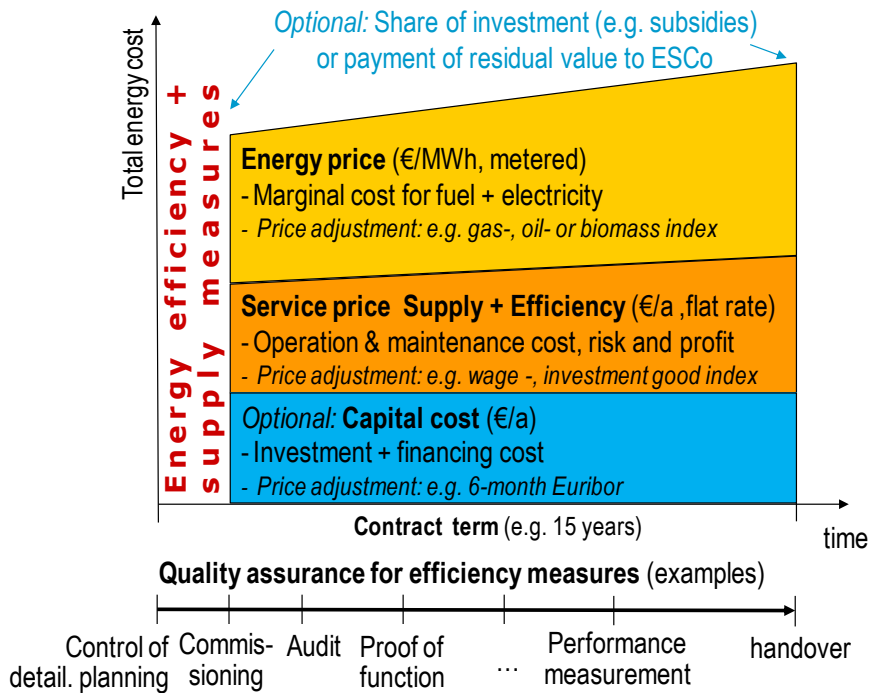 Optional: Share of investment (e.g. subsidies)
or payment of residual value to ESCo
Total energy cost
Energy efficiency +
supply measures
Energy price (€/MWh, metered)
- Marginal cost for fuel + electricity
- Price adjustment: e.g. gas-, oil- or biomass index
Service price Supply + Efficiency (€/a ,flat rate)
- Operation & maintenance cost, risk and profit
- Price adjustment: e.g. wage -, investment good index
Optional: Capital cost (€/a)
- Investment + financing cost
- Price adjustment: e.g. 6-month Euribor
Contract term (e.g. 15 years)
time
Quality assurance for efficiency measures (examples)
Control of
detail. planning
Commis-
sioning
Audit
Proof of
function
...
Performance
measurement
handover